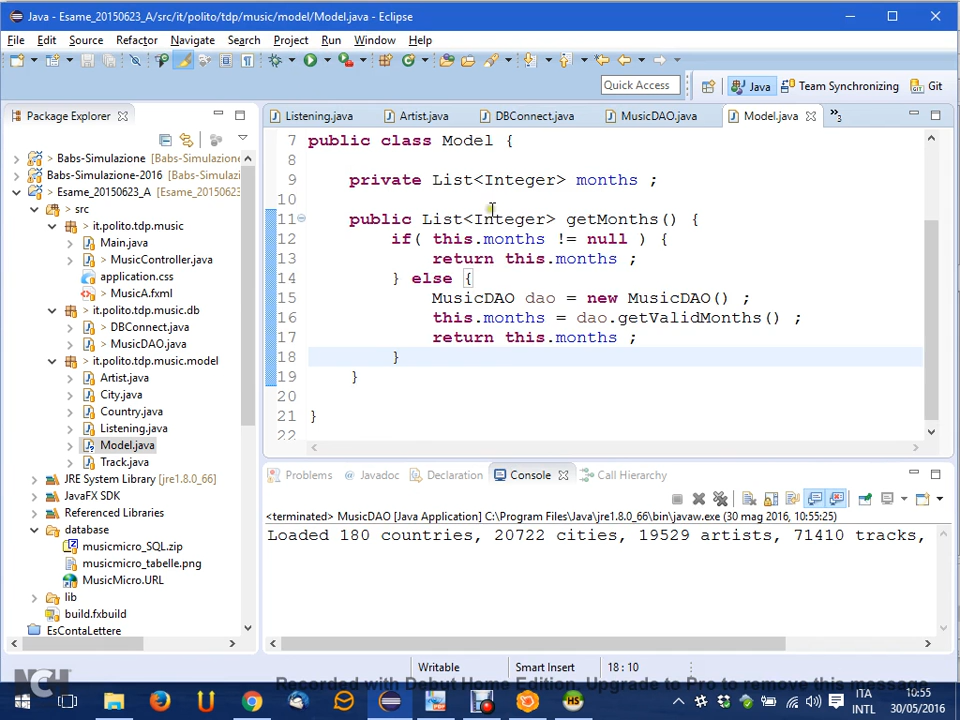 Java - Esame_20150623_A/src/it/polito/tdp/music/model/Model.java - Eclipse
File Edit Source Refactor Navigate Search Project Run Window Help
Quick Access Java Team Synchronizing Git
Package Explorer
> Babs-Simulazione [Babs-Simulazione
Babs-Simulazione-2016 [Babs-Simula
> Esame_20150623_A [Esame_20150
> src
it.polito.tdp.music
Main.java
> MusicController.java
application.css
> MusicA.fxml
> it.polito.tdp.music.db
> DBConnect.java
> MusicDAO.java
> it.polito.tdp.music.model
Artist.java
City.java
Country.java
Listening.java
Model.java
Track.java
JRE System Library [jre1.8.0_66]
JavaFX SDK
Referenced Libraries
database
musicmicro_SQL.zip
musicmicro_tabelle.png
MusicMicro.URL
lib
build.fxbuild
EsContaLettere
Listening.java Artist.java DBConnect.java MusicDAO.java Model.java »3
7 public class Model {
8
9 private List<Integer> months ;
10
11 public List<Integer> getMonths() {
12 if( this.months != null ) {
13 return this.months ;
14 } else {
15 MusicDAO dao = new MusicDAO() ;
16 this.months = dao.getValidMonths() ;
17 return this.months ;
18 }
19 }
20
21 }
22
Problems Javadoc Declaration Console Call Hierarchy
<terminated> MusicDAO [Java Application] C:\Program Files\Java\jre1.8.0_66\bin\javaw.exe (30 mag 2016, 10:55:25)
Loaded 180 countries, 20722 cities, 19529 artists, 71410 tracks,
Writable Smart Insert 18 : 10
NCH
Recorded with Debut Home Edition. Upgrade to Pro to remove this message
HS
ITA
INTL
10:55
30/05/2016